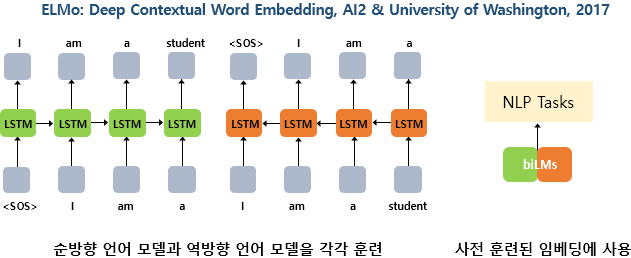 ELMo: Deep Contextual Word Embedding, AI2 & University of Washington, 2017
I am a student
<SOS> I am a
LSTM LSTM LSTM LSTM
LSTM LSTM LSTM LSTM
<SOS> I am a
I am a student
NLP Tasks
biLMs
순방향 언어 모델과 역방향 언어 모델을 각각 훈련
사전 훈련된 임베딩에 사용